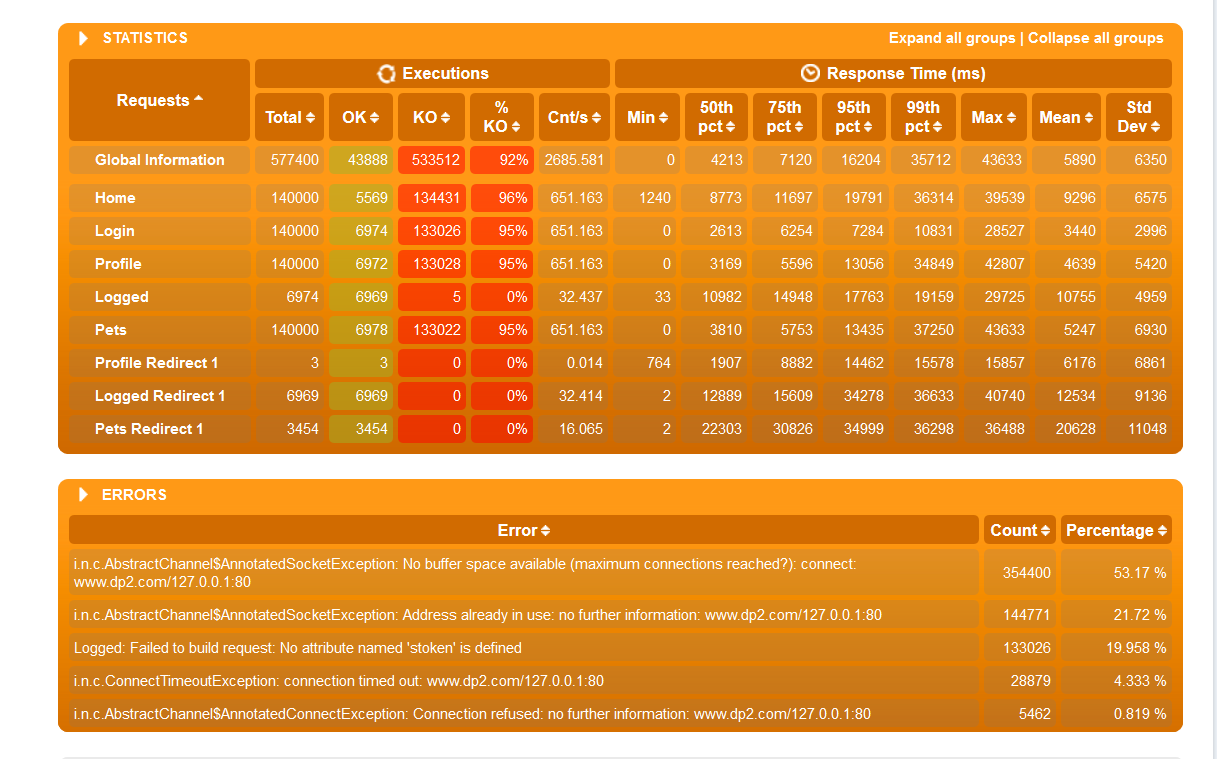 STATISTICS Expand all groups | Collapse all groups
Requests Executions Response Time (ms)
Total OK KO % KO Cnt/s Min 50th pct 75th pct 95th pct 99th pct Max Mean Std Dev
Global Information 577400 43888 533512 92% 2685.581 0 4213 7120 16204 35712 43633 5890 6350
Home 140000 5569 134431 96% 651.163 1240 8773 11697 19791 36314 39539 9296 6575
Login 140000 6974 133026 95% 651.163 0 2613 6254 7284 10831 28527 3440 2996
Profile 140000 6972 133028 95% 651.163 0 3169 5596 13056 34849 42807 4639 5420
Logged 6974 6969 5 0% 32.437 33 10982 14948 17763 19159 29725 10755 4959
Pets 140000 6978 133022 95% 651.163 0 3810 5753 13435 37250 43633 5247 6930
Profile Redirect 1 3 3 0 0% 0.014 764 1907 8882 14462 15578 15857 6176 6861
Logged Redirect 1 6969 6969 0 0% 32.414 2 12889 15609 34278 36633 40740 12534 9136
Pets Redirect 1 3454 3454 0 0% 16.065 2 22303 30826 34999 36298 36488 20628 11048
ERRORS
Error Count Percentage
i.n.c.AbstractChannel$AnnotatedSocketException: No buffer space available (maximum connections reached?): connect:
www.dp2.com/127.0.0.1:80 354400 53.17 %
i.n.c.AbstractChannel$AnnotatedSocketException: Address already in use: no further information: www.dp2.com/127.0.0.1:80 144771 21.72 %
Logged: Failed to build request: No attribute named 'stoken' is defined 133026 19.958 %
i.n.c.ConnectTimeoutException: connection timed out: www.dp2.com/127.0.0.1:80 28879 4.333 %
i.n.c.AbstractChannel$AnnotatedConnectException: Connection refused: no further information: www.dp2.com/127.0.0.1:80 5462 0.819 %